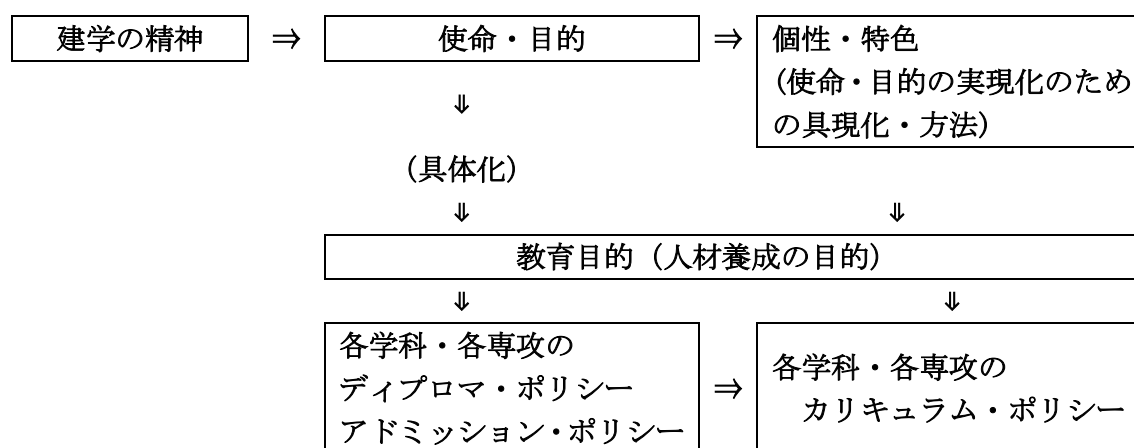 建学の精神 ⇒ 使命・目的 ⇒ 個性・特色
(使命・目的の実現化のため
の具現化・方法)
⇓
(具体化)
⇓ ⇓
教育目的（人材養成の目的）
⇓ ⇓
各学科・各専攻の
ディプロマ・ポリシー
アドミッション・ポリシー
⇒
各学科・各専攻の
カリキュラム・ポリシー